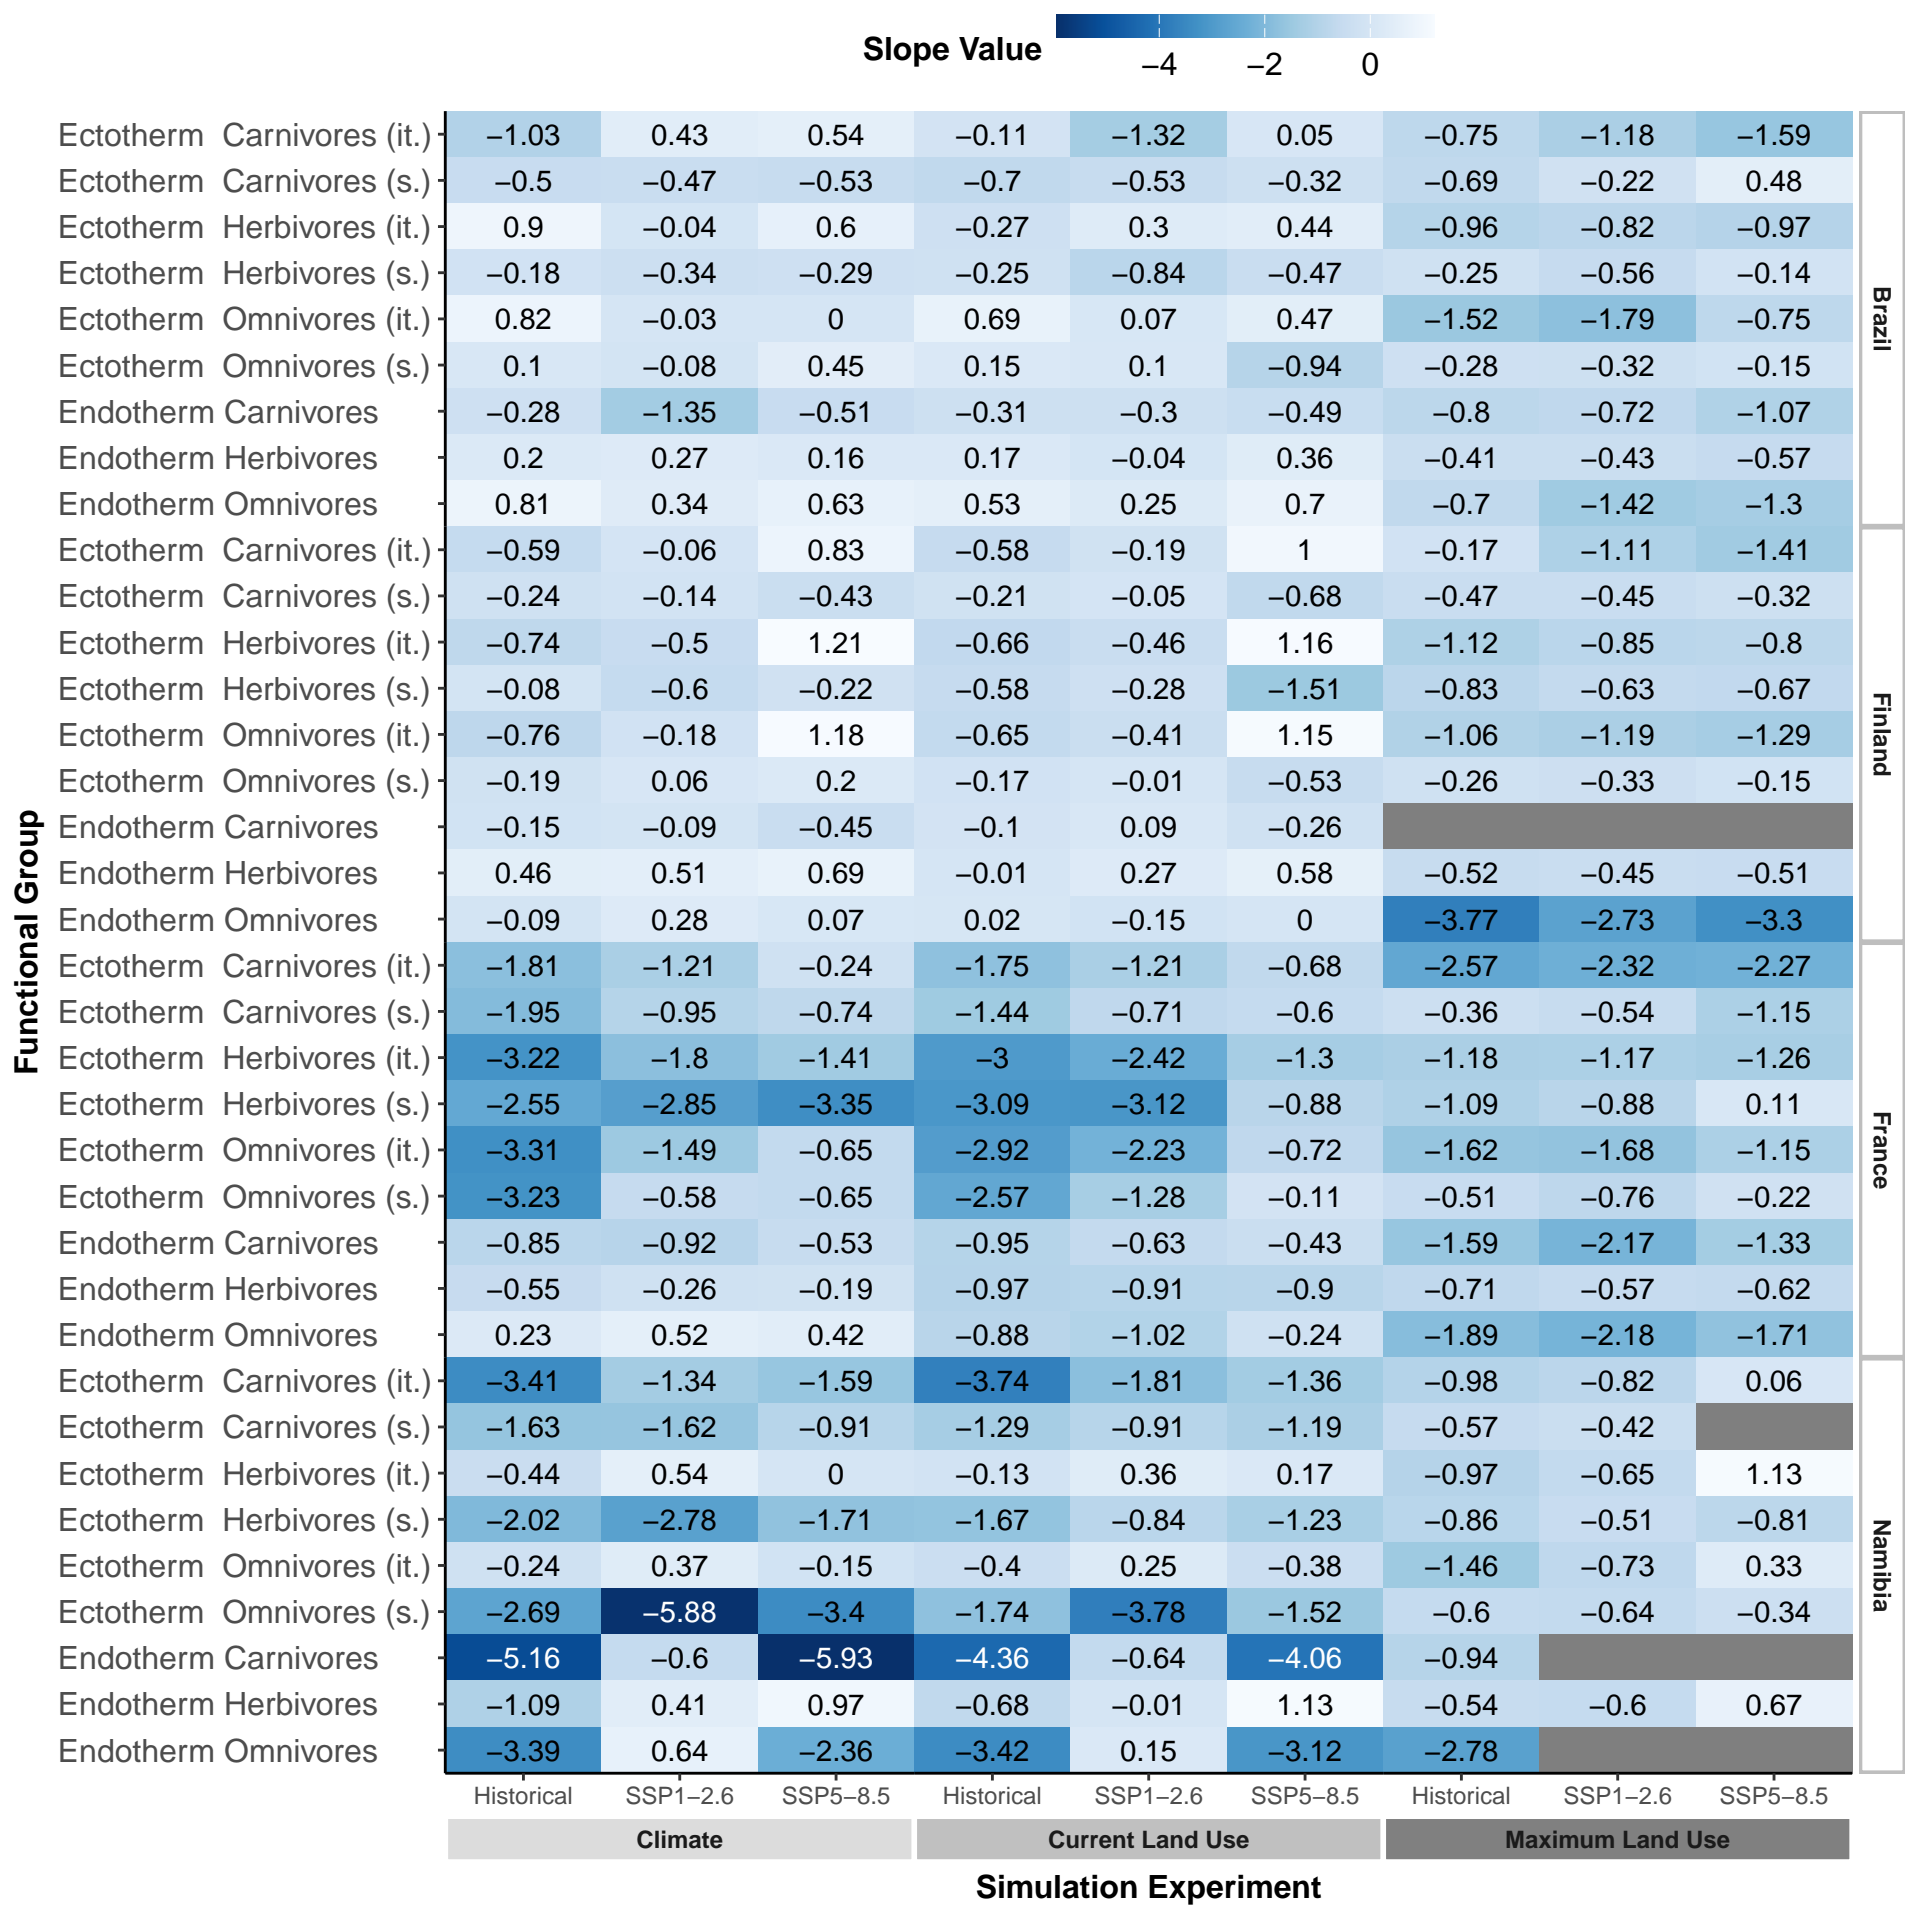 Slope Value
−4 −2 0
Ectotherm Carnivores (it.) −1.03 0.43 0.54 −0.11 −1.32 0.05 −0.75 −1.18 −1.59
Ectotherm Carnivores (s.) −0.5 −0.47 −0.53 −0.7 −0.53 −0.32 −0.69 −0.22 0.48
Ectotherm Herbivores (it.) 0.9 −0.04 0.6 −0.27 0.3 0.44 −0.96 −0.82 −0.97
Ectotherm Herbivores (s.) −0.18 −0.34 −0.29 −0.25 −0.84 −0.47 −0.25 −0.56 −0.14
Ectotherm Omnivores (it.) 0.82 −0.03 0 0.69 0.07 0.47 −1.52 −1.79 −0.75
Ectotherm Omnivores (s.) 0.1 −0.08 0.45 0.15 0.1 −0.94 −0.28 −0.32 −0.15
Endotherm Carnivores −0.28 −1.35 −0.51 −0.31 −0.3 −0.49 −0.8 −0.72 −1.07
Endotherm Herbivores 0.2 0.27 0.16 0.17 −0.04 0.36 −0.41 −0.43 −0.57
Endotherm Omnivores 0.81 0.34 0.63 0.53 0.25 0.7 −0.7 −1.42 −1.3
Brazil
Ectotherm Carnivores (it.) −0.59 −0.06 0.83 −0.58 −0.19 1 −0.17 −1.11 −1.41
Ectotherm Carnivores (s.) −0.24 −0.14 −0.43 −0.21 −0.05 −0.68 −0.47 −0.45 −0.32
Ectotherm Herbivores (it.) −0.74 −0.5 1.21 −0.66 −0.46 1.16 −1.12 −0.85 −0.8
Ectotherm Herbivores (s.) −0.08 −0.6 −0.22 −0.58 −0.28 −1.51 −0.83 −0.63 −0.67
Ectotherm Omnivores (it.) −0.76 −0.18 1.18 −0.65 −0.41 1.15 −1.06 −1.19 −1.29
Ectotherm Omnivores (s.) −0.19 0.06 0.2 −0.17 −0.01 −0.53 −0.26 −0.33 −0.15
Endotherm Carnivores −0.15 −0.09 −0.45 −0.1 0.09 −0.26
Endotherm Herbivores 0.46 0.51 0.69 −0.01 0.27 0.58 −0.52 −0.45 −0.51
Endotherm Omnivores −0.09 0.28 0.07 0.02 −0.15 0 −3.77 −2.73 −3.3
Finland
Ectotherm Carnivores (it.) −1.81 −1.21 −0.24 −1.75 −1.21 −0.68 −2.57 −2.32 −2.27
Ectotherm Carnivores (s.) −1.95 −0.95 −0.74 −1.44 −0.71 −0.6 −0.36 −0.54 −1.15
Ectotherm Herbivores (it.) −3.22 −1.8 −1.41 −3 −2.42 −1.3 −1.18 −1.17 −1.26
Ectotherm Herbivores (s.) −2.55 −2.85 −3.35 −3.09 −3.12 −0.88 −1.09 −0.88 0.11
Ectotherm Omnivores (it.) −3.31 −1.49 −0.65 −2.92 −2.23 −0.72 −1.62 −1.68 −1.15
Ectotherm Omnivores (s.) −3.23 −0.58 −0.65 −2.57 −1.28 −0.11 −0.51 −0.76 −0.22
Endotherm Carnivores −0.85 −0.92 −0.53 −0.95 −0.63 −0.43 −1.59 −2.17 −1.33
Endotherm Herbivores −0.55 −0.26 −0.19 −0.97 −0.91 −0.9 −0.71 −0.57 −0.62
Endotherm Omnivores 0.23 0.52 0.42 −0.88 −1.02 −0.24 −1.89 −2.18 −1.71
France
Ectotherm Carnivores (it.) −3.41 −1.34 −1.59 −3.74 −1.81 −1.36 −0.98 −0.82 0.06
Ectotherm Carnivores (s.) −1.63 −1.62 −0.91 −1.29 −0.91 −1.19 −0.57 −0.42
Ectotherm Herbivores (it.) −0.44 0.54 0 −0.13 0.36 0.17 −0.97 −0.65 1.13
Ectotherm Herbivores (s.) −2.02 −2.78 −1.71 −1.67 −0.84 −1.23 −0.86 −0.51 −0.81
Ectotherm Omnivores (it.) −0.24 0.37 −0.15 −0.4 0.25 −0.38 −1.46 −0.73 0.33
Ectotherm Omnivores (s.) −2.69 −5.88 −3.4 −1.74 −3.78 −1.52 −0.6 −0.64 −0.34
Endotherm Carnivores −5.16 −0.6 −5.93 −4.36 −0.64 −4.06 −0.94
Endotherm Herbivores −1.09 0.41 0.97 −0.68 −0.01 1.13 −0.54 −0.6 0.67
Endotherm Omnivores −3.39 0.64 −2.36 −3.42 0.15 −3.12 −2.78
Namibia
Functional Group
Historical SSP1−2.6 SSP5−8.5 Historical SSP1−2.6 SSP5−8.5 Historical SSP1−2.6 SSP5−8.5
Climate Current Land Use Maximum Land Use
Simulation Experiment